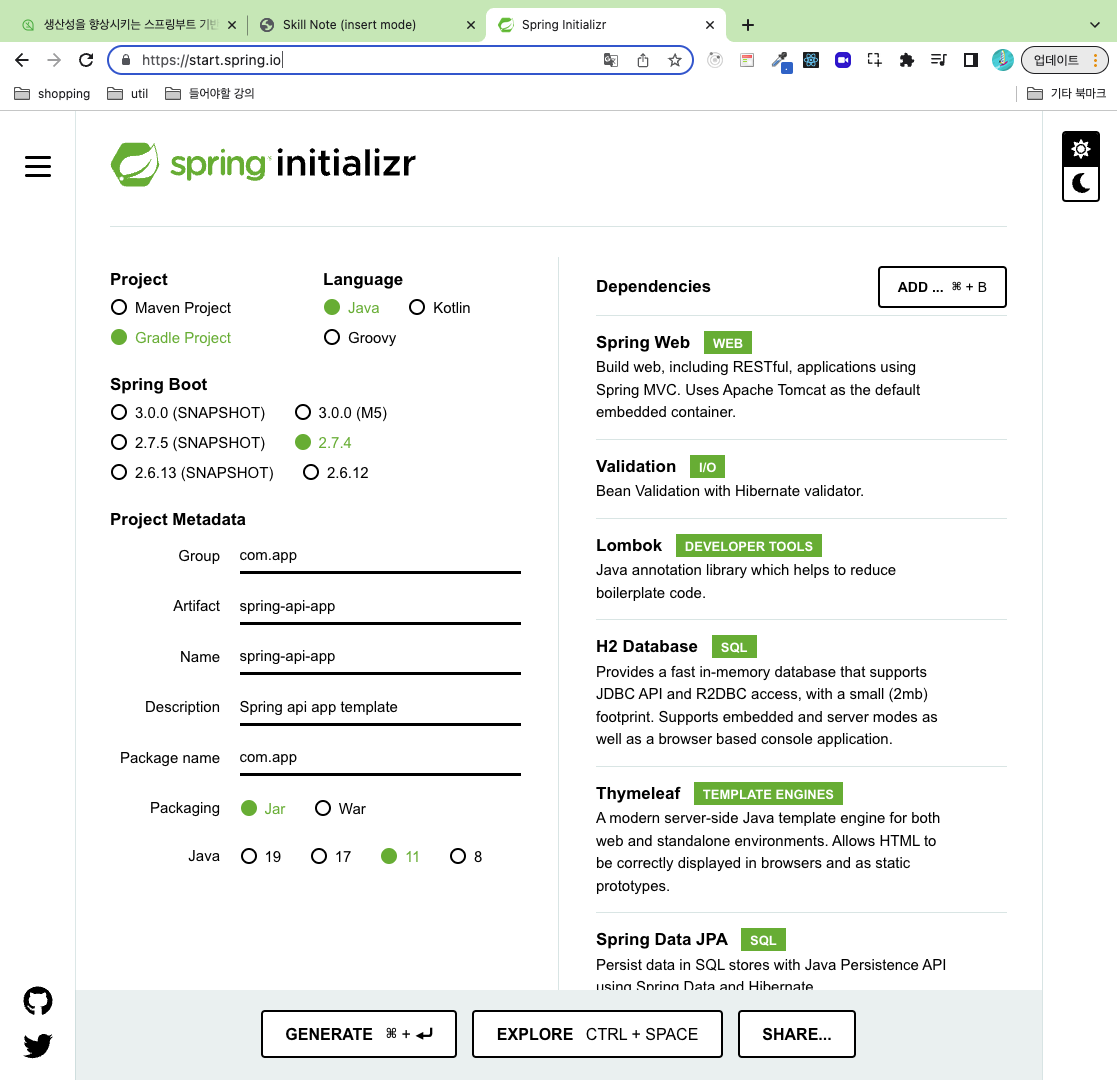 생산성을 향상시키는 스프링부트 기반
Skill Note (insert mode)
Spring Initializr
https://start.spring.io
업데이트
shopping
util
들어야할 강의
기타 북마크
spring initializr
Project
Maven Project
Gradle Project
Language
Java
Kotlin
Groovy
Spring Boot
3.0.0 (SNAPSHOT)
3.0.0 (M5)
2.7.5 (SNAPSHOT)
2.7.4
2.6.13 (SNAPSHOT)
2.6.12
Project Metadata
Group com.app
Artifact spring-api-app
Name spring-api-app
Description Spring api app template
Package name com.app
Packaging Jar War
Java 19 17 11 8
Dependencies
ADD ... ⌘ + B
Spring Web WEB
Build web, including RESTful, applications using
Spring MVC. Uses Apache Tomcat as the default
embedded container.
Validation I/O
Bean Validation with Hibernate validator.
Lombok DEVELOPER TOOLS
Java annotation library which helps to reduce
boilerplate code.
H2 Database SQL
Provides a fast in-memory database that supports
JDBC API and R2DBC access, with a small (2mb)
footprint. Supports embedded and server modes as
well as a browser based console application.
Thymeleaf TEMPLATE ENGINES
A modern server-side Java template engine for both
web and standalone environments. Allows HTML to
be correctly displayed in browsers and as static
prototypes.
Spring Data JPA SQL
Persist data in SQL stores with Java Persistence API
using Spring Data and Hibernate
GENERATE ⌘ + ↵
EXPLORE CTRL + SPACE
SHARE...